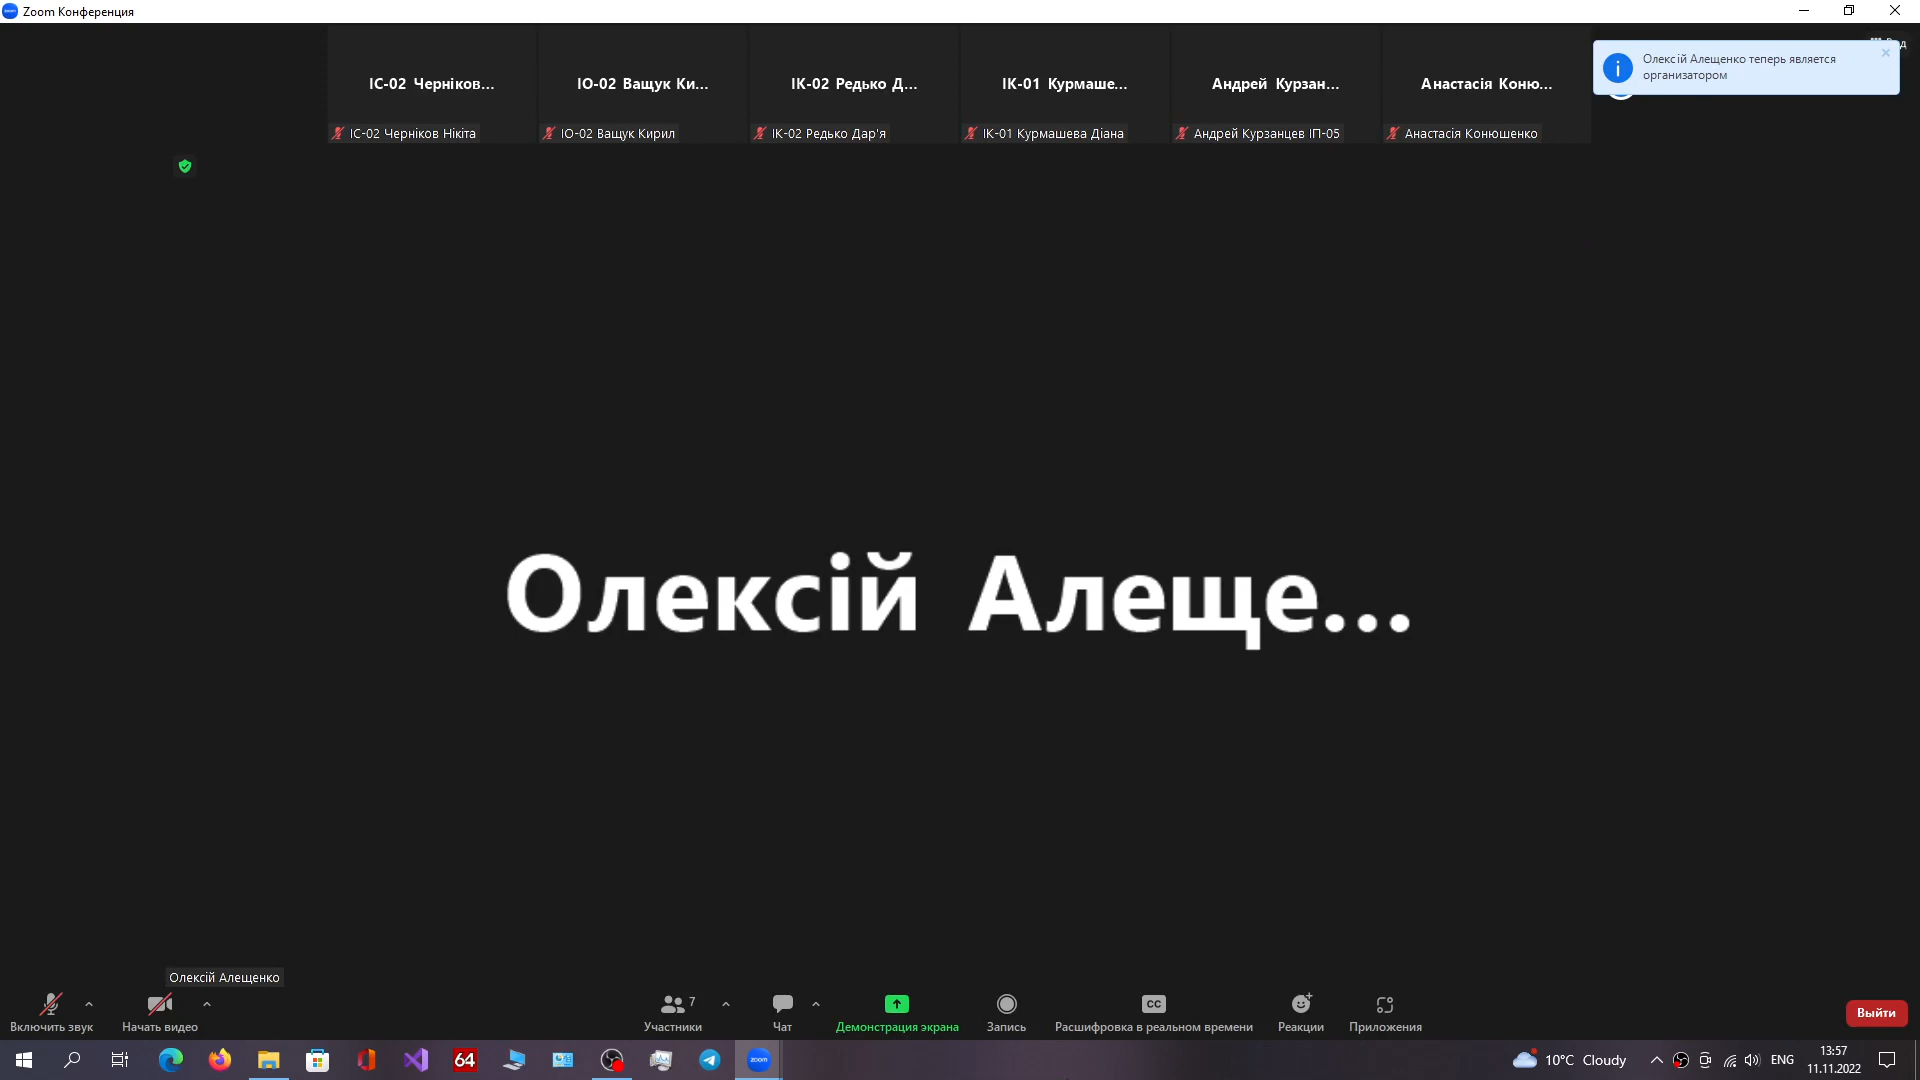 Zoom Конференция
ІС-02 Черніков...
ІО-02 Ващук Ки...
ІК-02 Редько Д...
ІК-01 Курмаше...
Андрей Курзан...
Анастасія Коню...
ІС-02 Черніков Нікіта
ІО-02 Ващук Кирил
ІК-02 Редько Дар'я
ІК-01 Курмашева Діана
Андрей Курзанцев ІП-05
Анастасія Конюшенко
Олексій Алещенко теперь является
организатором
Олексій Алеще...
Олексій Алещенко
Включить звук
Начать видео
7
Участники
Чат
Демонстрация экрана
Запись
CC
Расшифровка в реальном времени
Реакции
Приложения
Выйти
64
zoom
10°C Cloudy
ENG
13:57
11.11.2022